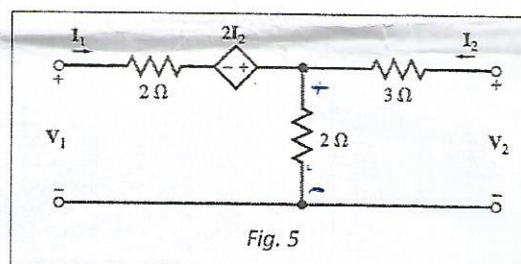 I₁ 2I₂ I₂
+ - + + +
2 Ω 3 Ω
V₁ 2 Ω V₂
- - -
Fig. 5